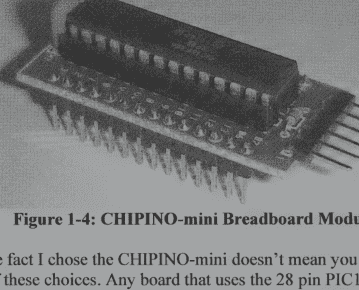 Figure 1-4: CHIPINO-mini Breadboard Modu
e fact I chose the CHIPINO-mini doesn't mean you
f these choices. Any board that uses the 28 pin PIC1